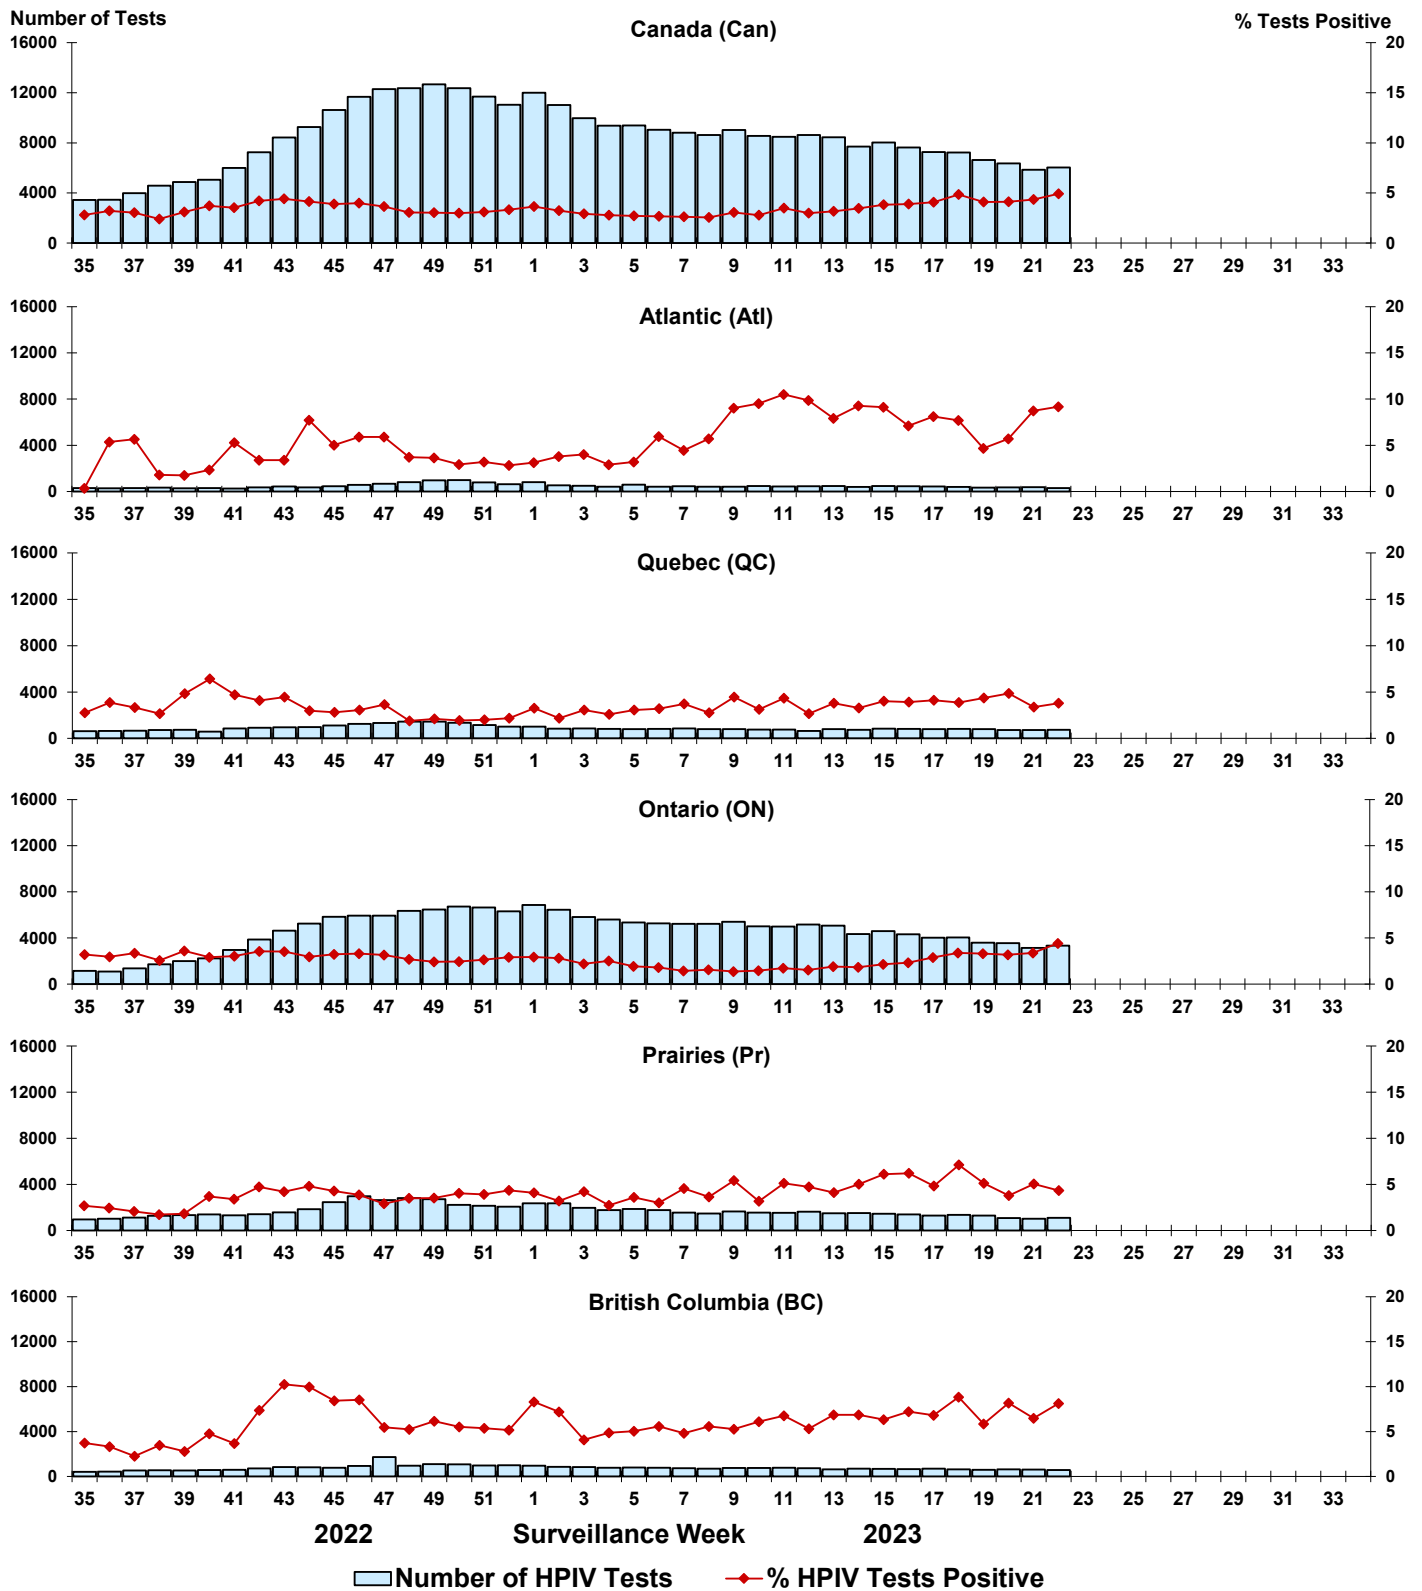 Number of Tests
% Tests Positive
Canada (Can)
16000 20
12000 15
8000 10
4000 5
0 0
35 37 39 41 43 45 47 49 51 1 3 5 7 9 11 13 15 17 19 21 23 25 27 29 31 33
Atlantic (Atl)
16000 20
12000 15
8000 10
4000 5
0 0
35 37 39 41 43 45 47 49 51 1 3 5 7 9 11 13 15 17 19 21 23 25 27 29 31 33
Quebec (QC)
16000 20
12000 15
8000 10
4000 5
0 0
35 37 39 41 43 45 47 49 51 1 3 5 7 9 11 13 15 17 19 21 23 25 27 29 31 33
Ontario (ON)
16000 20
12000 15
8000 10
4000 5
0 0
35 37 39 41 43 45 47 49 51 1 3 5 7 9 11 13 15 17 19 21 23 25 27 29 31 33
Prairies (Pr)
16000 20
12000 15
8000 10
4000 5
0 0
35 37 39 41 43 45 47 49 51 1 3 5 7 9 11 13 15 17 19 21 23 25 27 29 31 33
British Columbia (BC)
16000 20
12000 15
8000 10
4000 5
0 0
35 37 39 41 43 45 47 49 51 1 3 5 7 9 11 13 15 17 19 21 23 25 27 29 31 33
2022 Surveillance Week 2023
Number of HPIV Tests % HPIV Tests Positive